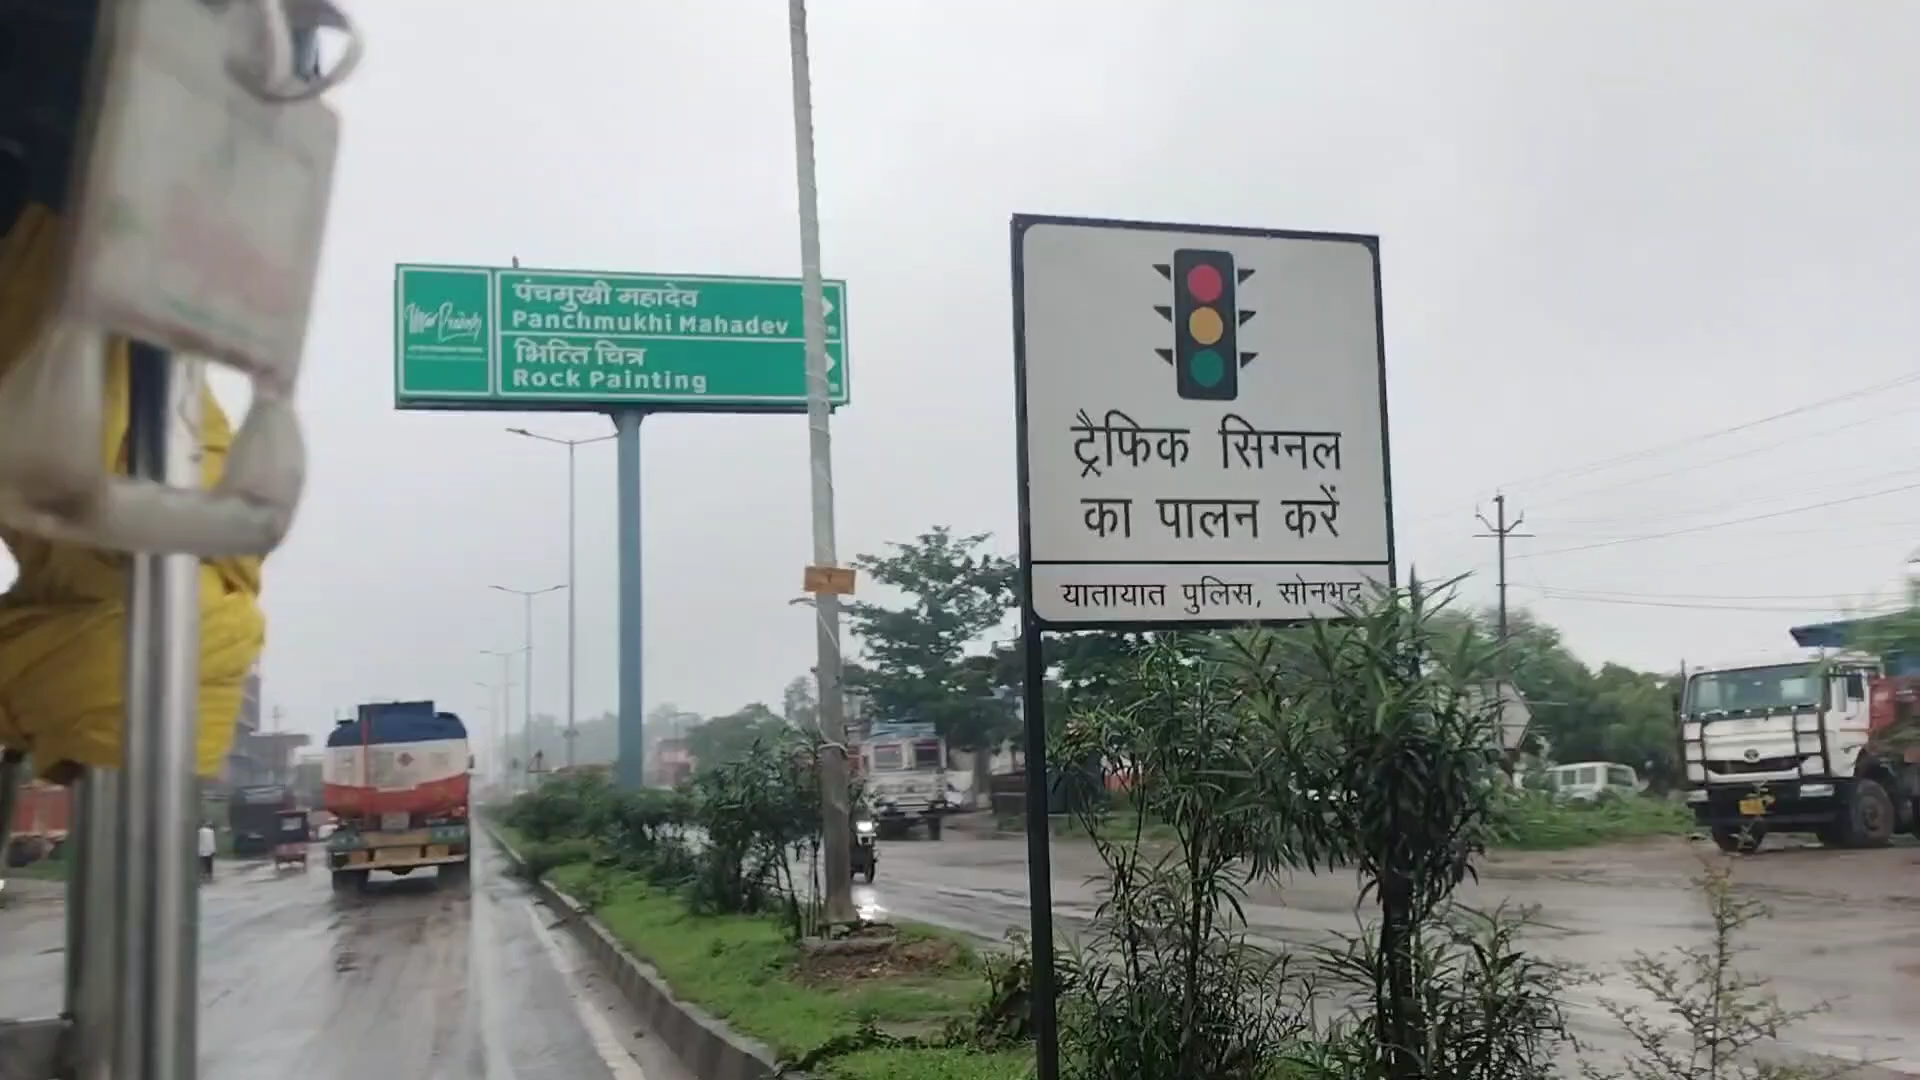 पंचमुखी महादेव
Panchmukhi Mahadev
भित्ति चित्र
Rock Painting
ट्रैफिक सिग्नल
का पालन करें
यातायात पुलिस, सोनभद्र